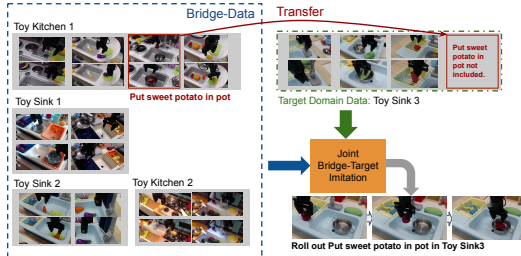 Bridge-Data
Transfer
Toy Kitchen 1
Put sweet potato in pot
Put sweet
potato in
pot not
included.
Toy Sink 1
Target Domain Data: Toy Sink 3
Joint
Bridge-Target
Imitation
Toy Sink 2
Toy Kitchen 2
Roll out Put sweet potato in pot in Toy Sink3